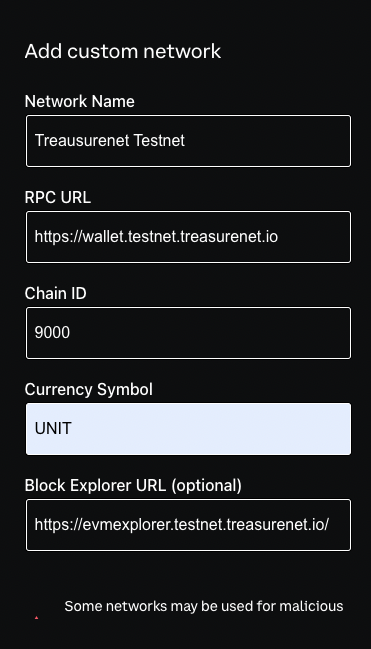 Add custom network
Network Name
Treausurenet Testnet
RPC URL
https://wallet.testnet.treasurenet.io
Chain ID
9000
Currency Symbol
UNIT
Block Explorer URL (optional)
https://evmexplorer.testnet.treasurenet.io/
Some networks may be used for malicious